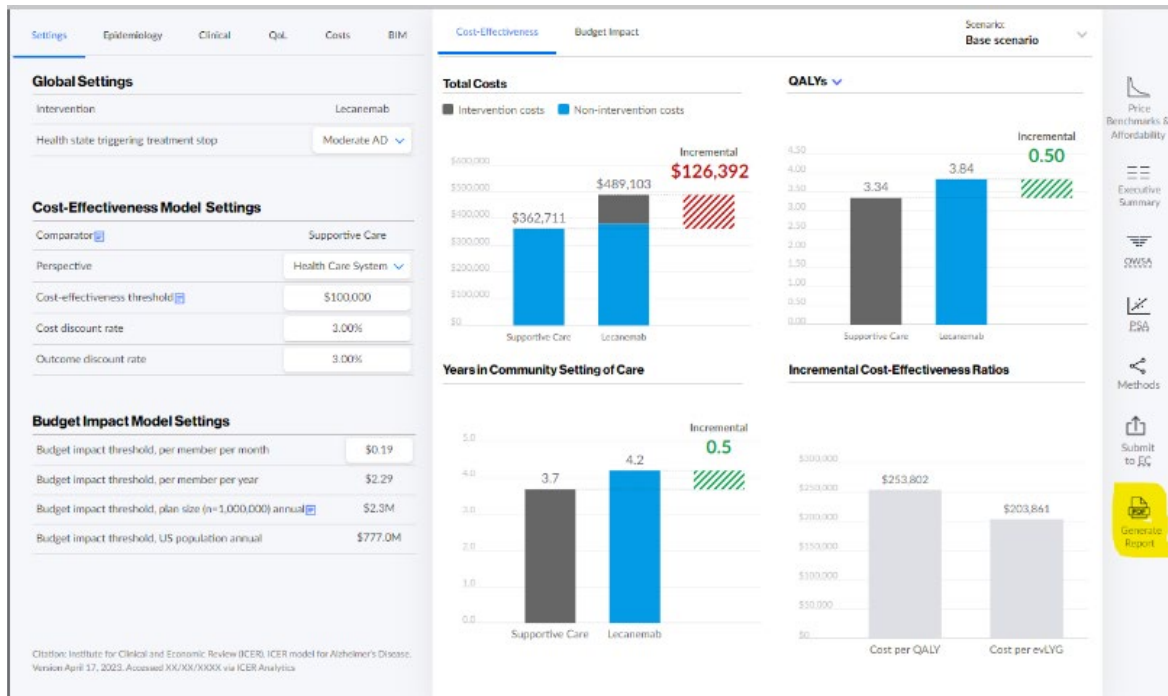 Settings Epidemiology Clinical QoL Costs BIM
Global Settings
Intervention Lecanemab
Health state triggering treatment stop Moderate AD
Cost-Effectiveness Model Settings
Comparator Supportive Care
Perspective Health Care System
Cost-effectiveness threshold $100,000
Cost discount rate 3.00%
Outcome discount rate 3.00%
Budget Impact Model Settings
Budget impact threshold, per member per month $0.19
Budget impact threshold, per member per year $2.29
Budget impact threshold, plan size (n=1,000,000) annual $2.3M
Budget impact threshold, US population annual $777.0M
Citation: Institute for Clinical and Economic Review (ICER). ICER model for Alzheimer's Disease.
Version April 17, 2023. Accessed XX/XX/XXXX via ICER Analytics
Cost-Effectiveness Budget Impact
Scenario:
Base scenario
Total Costs
Intervention costs Non-intervention costs
Incremental
$126,392
$600,000
$500,000
$400,000
$300,000
$200,000
$100,000
$0
$362,711
$489,103
Supportive Care Lecanemab
QALYs
Incremental
0.50
4.50
4.00
3.50
3.00
2.50
2.00
1.50
1.00
0.50
0.00
3.34
3.84
Supportive Care Lecanemab
Years in Community Setting of Care
Incremental
0.5
5.0
4.0
3.0
2.0
1.0
0.0
3.7
4.2
Supportive Care Lecanemab
Incremental Cost-Effectiveness Ratios
$300,000
$250,000
$200,000
$150,000
$100,000
$50,000
$0
$253,802
$203,861
Cost per QALY Cost per evLYG
Price
Benchmarks &
Affordability
Executive
Summary
OWSA
PSA
Methods
Submit
to EC
PDF
Generate
Report